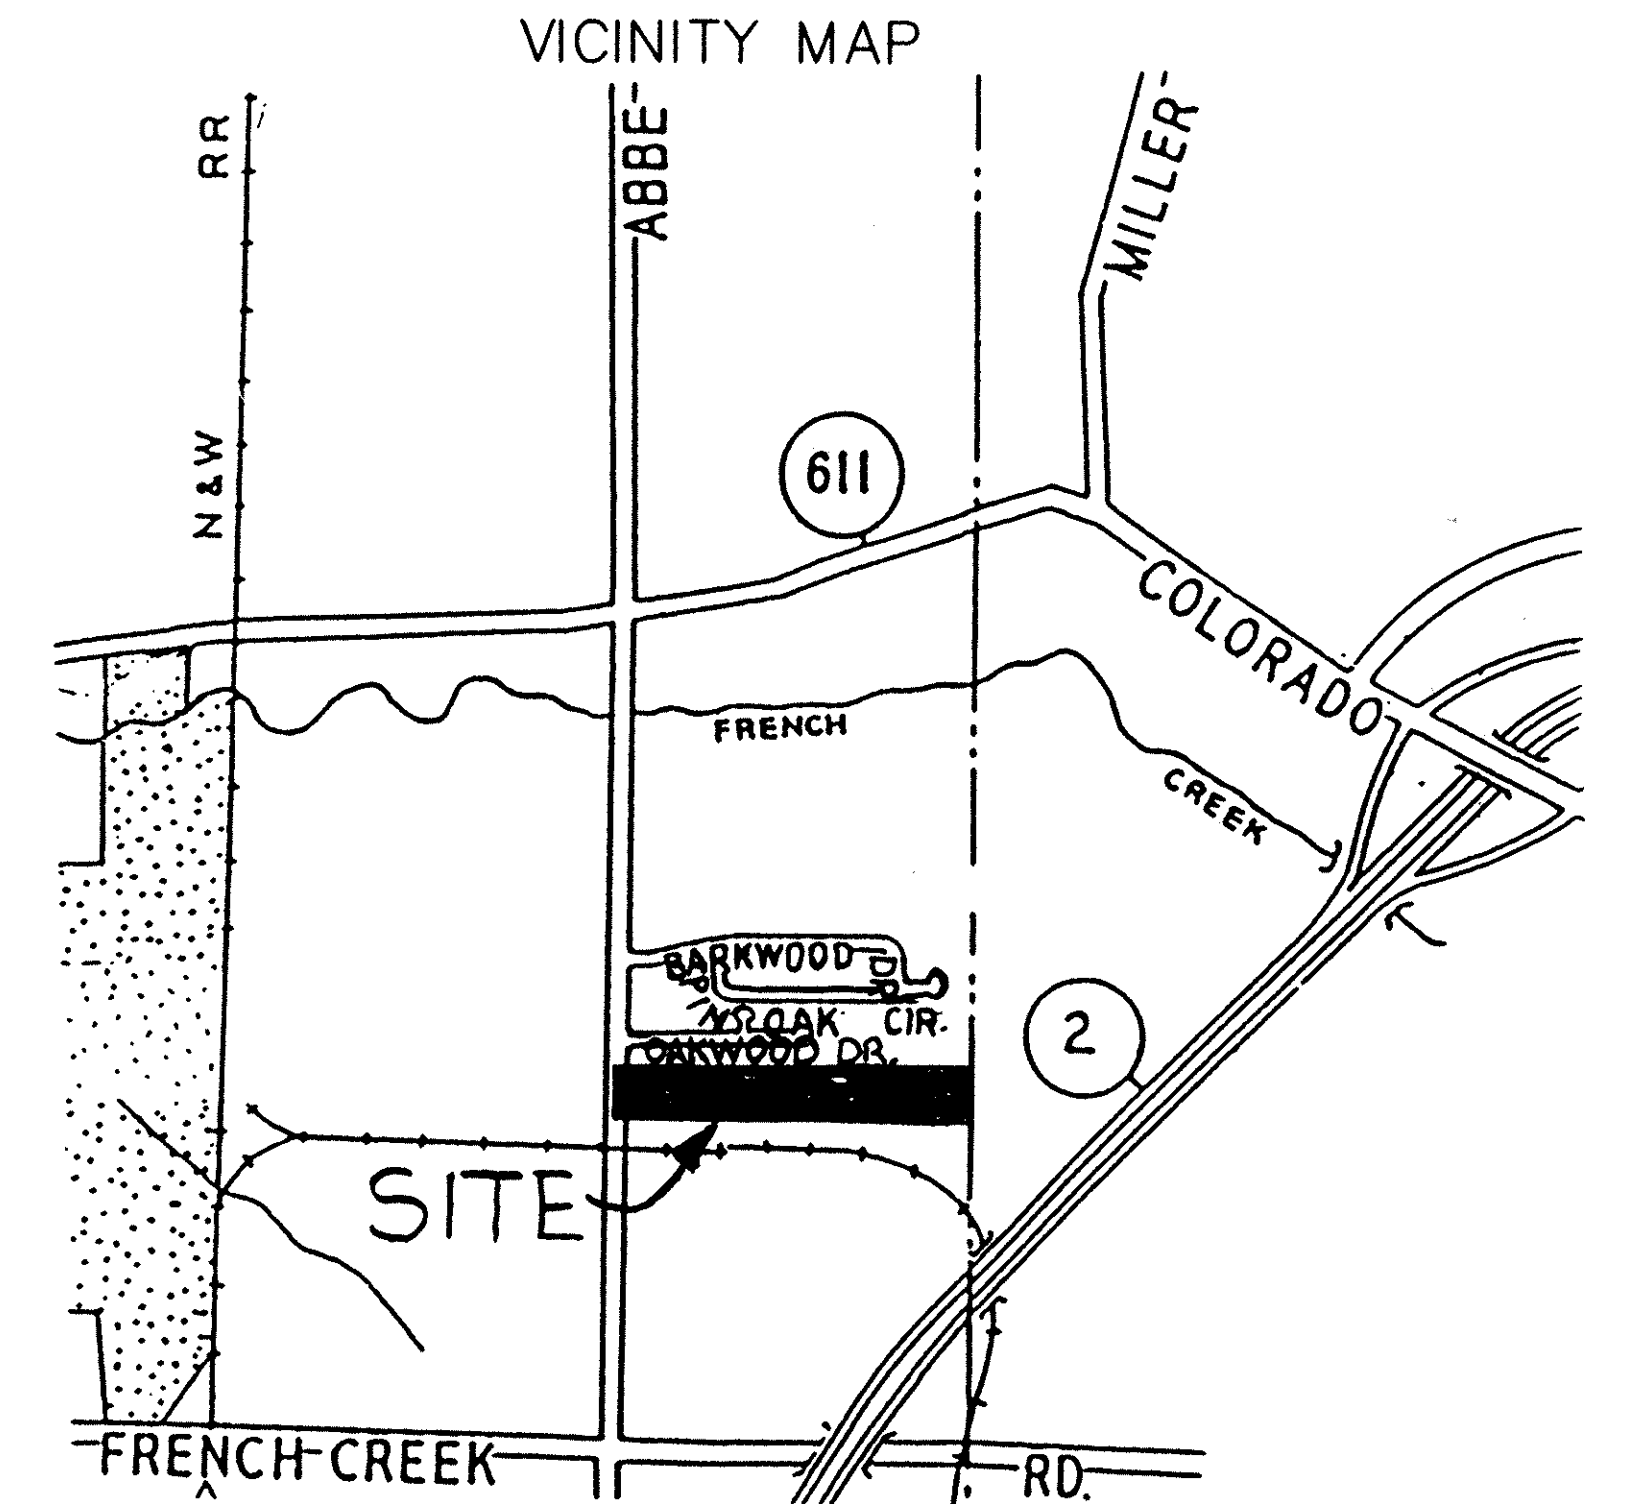 VICINITY MAP
RR
ABBE
MILLER
N & W
611
COLORADO
FRENCH
CREEK
BARKWOOD
DR
OAK CIR.
OAKWOOD DR.
2
SITE
FRENCH CREEK RD.